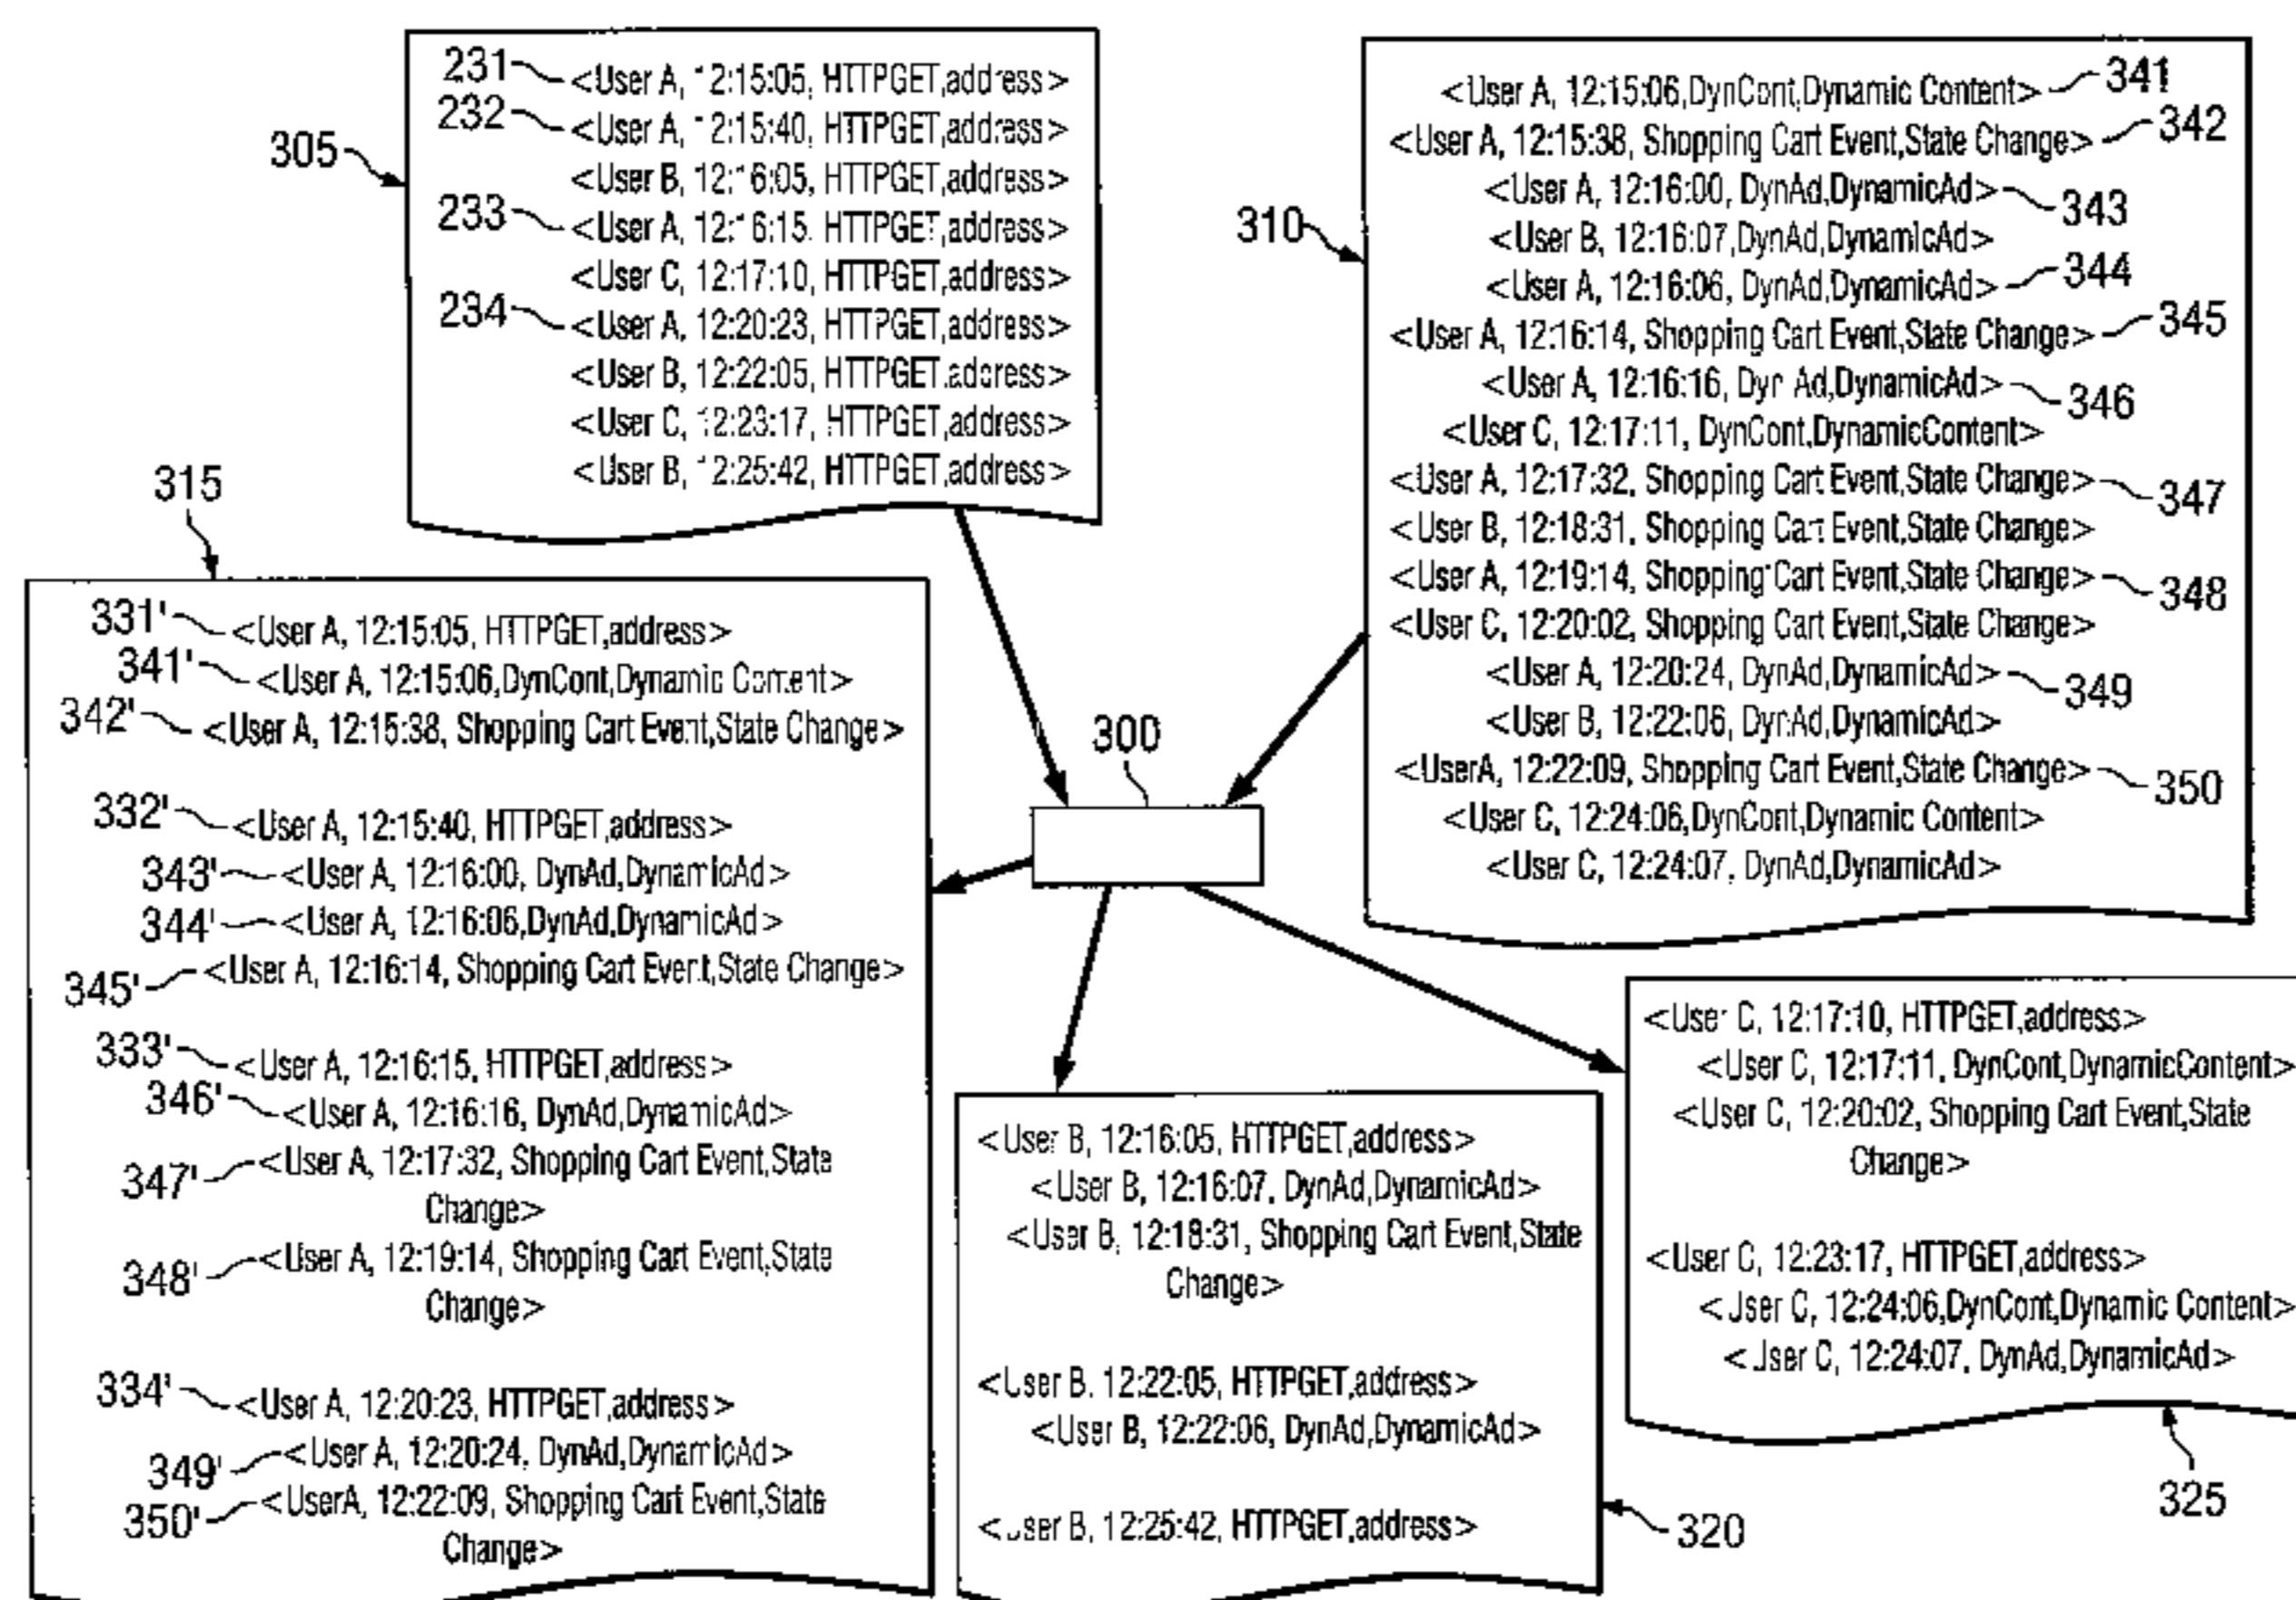 305
231 <User A, 12:15:05, HTTPGET,address>
232 <User A, 12:15:40, HTTPGET,address>
<User B, 12:16:05, HTTPGET,address>
233 <User A, 12:16:15, HTTPGET,address>
<User C, 12:17:10, HTTPGET,address>
234 <User A, 12:20:23, HTTPGET,address>
<User B, 12:22:05, HTTPGET,address>
<User C, 12:23:17, HTTPGET,address>
<User B, 12:25:42, HTTPGET,address>
310
<User A, 12:15:06,DynCont,Dynamic Content> 341
<User A, 12:15:38, Shopping Cart Event,State Change> 342
<User A, 12:16:00, DynAd,DynamicAd> 343
<User B, 12:16:07,DynAd,DynamicAd>
<User A, 12:16:06, DynAd,DynamicAd> 344
<User A, 12:16:14, Shopping Cart Event,State Change> 345
<User A, 12:16:16, Dyn Ad,DynamicAd> 346
<User C, 12:17:11, DynCont,DynamicContent>
<User A, 12:17:32, Shopping Cart Event,State Change> 347
<User B, 12:18:31, Shopping Cart Event,State Change>
<User A, 12:19:14, Shopping Cart Event,State Change> 348
<User C, 12:20:02, Shopping Cart Event,State Change>
<User A, 12:20:24, DynAd,DynamicAd> 349
<User B, 12:22:06, DynAd,DynamicAd>
<UserA, 12:22:09, Shopping Cart Event,State Change> 350
<User C, 12:24:06,DynCont,Dynamic Content>
<User C, 12:24:07, DynAd,DynamicAd>
300
315
331' <User A, 12:15:05, HTTPGET,address>
341' <User A, 12:15:06,DynCont,Dynamic Content>
342' <User A, 12:15:38, Shopping Cart Event,State Change>
332' <User A, 12:15:40, HTTPGET,address>
343' <User A, 12:16:00, DynAd,DynamicAd>
344' <User A, 12:16:06,DynAd,DynamicAd>
345' <User A, 12:16:14, Shopping Cart Event,State Change>
333' <User A, 12:16:15, HTTPGET,address>
346' <User A, 12:16:16, DynAd,DynamicAd>
347' <User A, 12:17:32, Shopping Cart Event,State
Change>
348' <User A, 12:19:14, Shopping Cart Event,State
Change>
334' <User A, 12:20:23, HTTPGET,address>
349' <User A, 12:20:24, DynAd,DynamicAd>
350' <UserA, 12:22:09, Shopping Cart Event,State
Change>
<User B, 12:16:05, HTTPGET,address>
<User B, 12:16:07, DynAd,DynamicAd>
<User B, 12:18:31, Shopping Cart Event,State
Change>
<User B, 12:22:05, HTTPGET,address>
<User B, 12:22:06, DynAd,DynamicAd>
<User B, 12:25:42, HTTPGET,address>
320
<User C, 12:17:10, HTTPGET,address>
<User C, 12:17:11, DynCont,DynamicContent>
<User C, 12:20:02, Shopping Cart Event,State
Change>
<User C, 12:23:17, HTTPGET,address>
<User C, 12:24:06,DynCont,Dynamic Content>
<User C, 12:24:07, DynAd,DynamicAd>
325